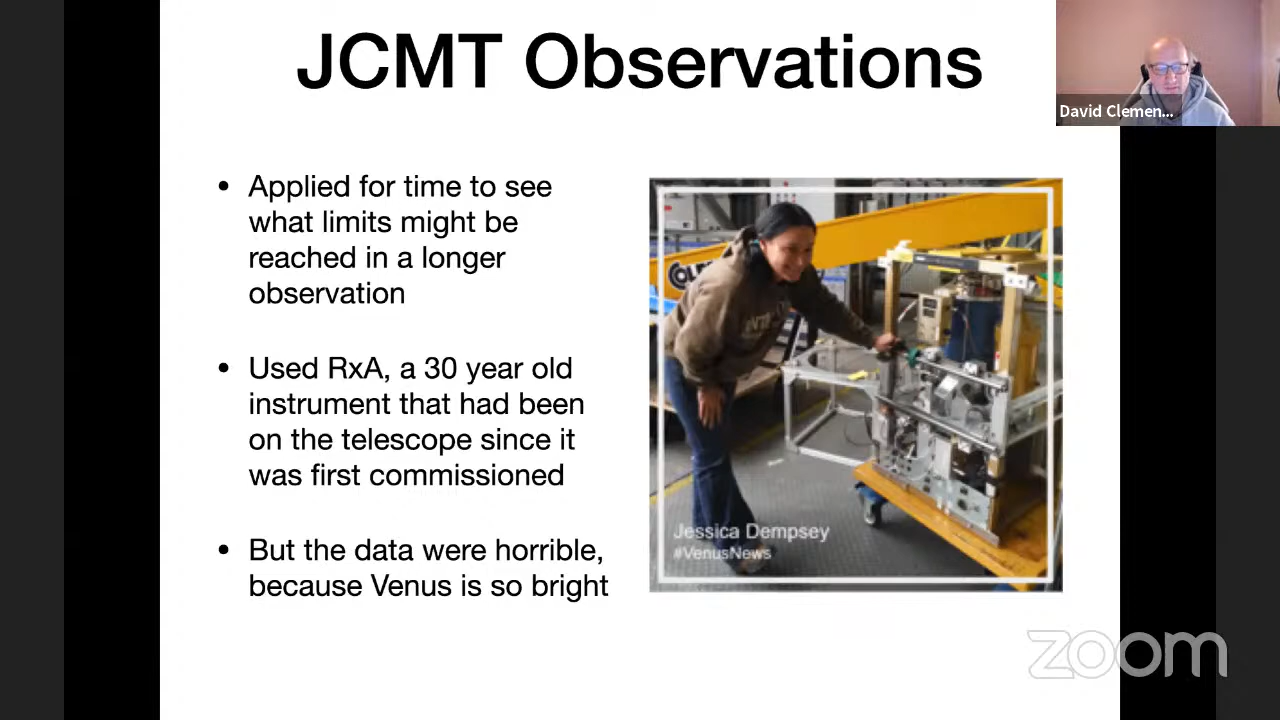 JCMT Observations
David Clemen...
• Applied for time to see
what limits might be
reached in a longer
observation
• Used RxA, a 30 year old
instrument that had been
on the telescope since it
was first commissioned
• But the data were horrible,
because Venus is so bright
Jessica Dempsey
#VenusNews
zoom